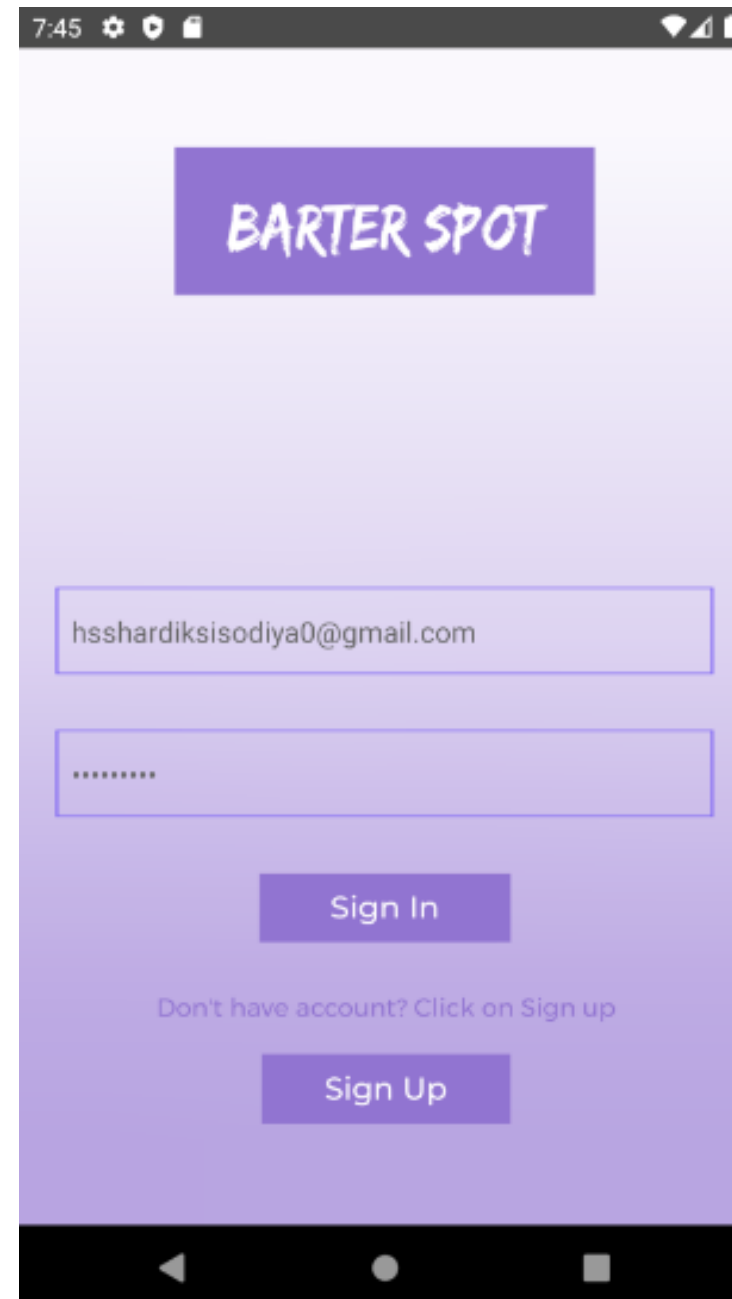 7:45
BARTER SPOT
hsshardiksisodiya0@gmail.com
•••••••••
Sign In
Don't have account? Click on Sign up
Sign Up